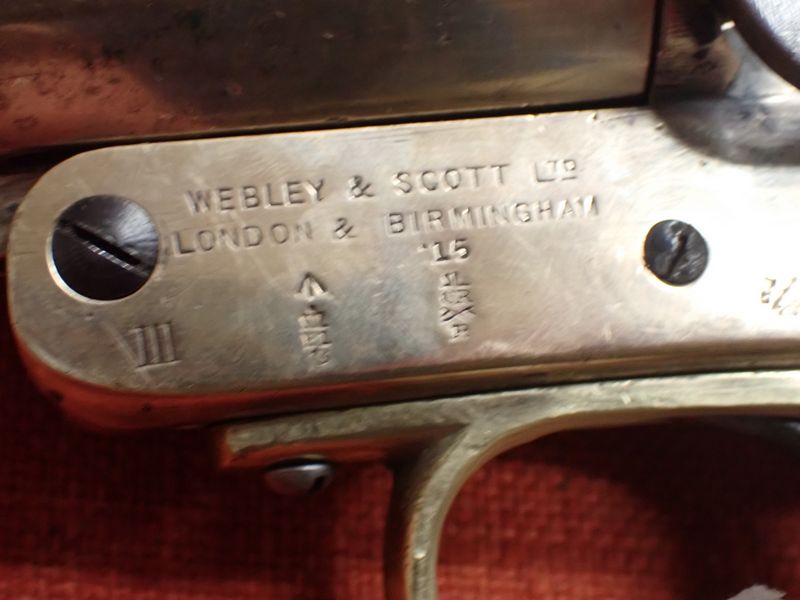 WEBLEY & SCOTT LTD
LONDON & BIRMINGHAM
'15
III